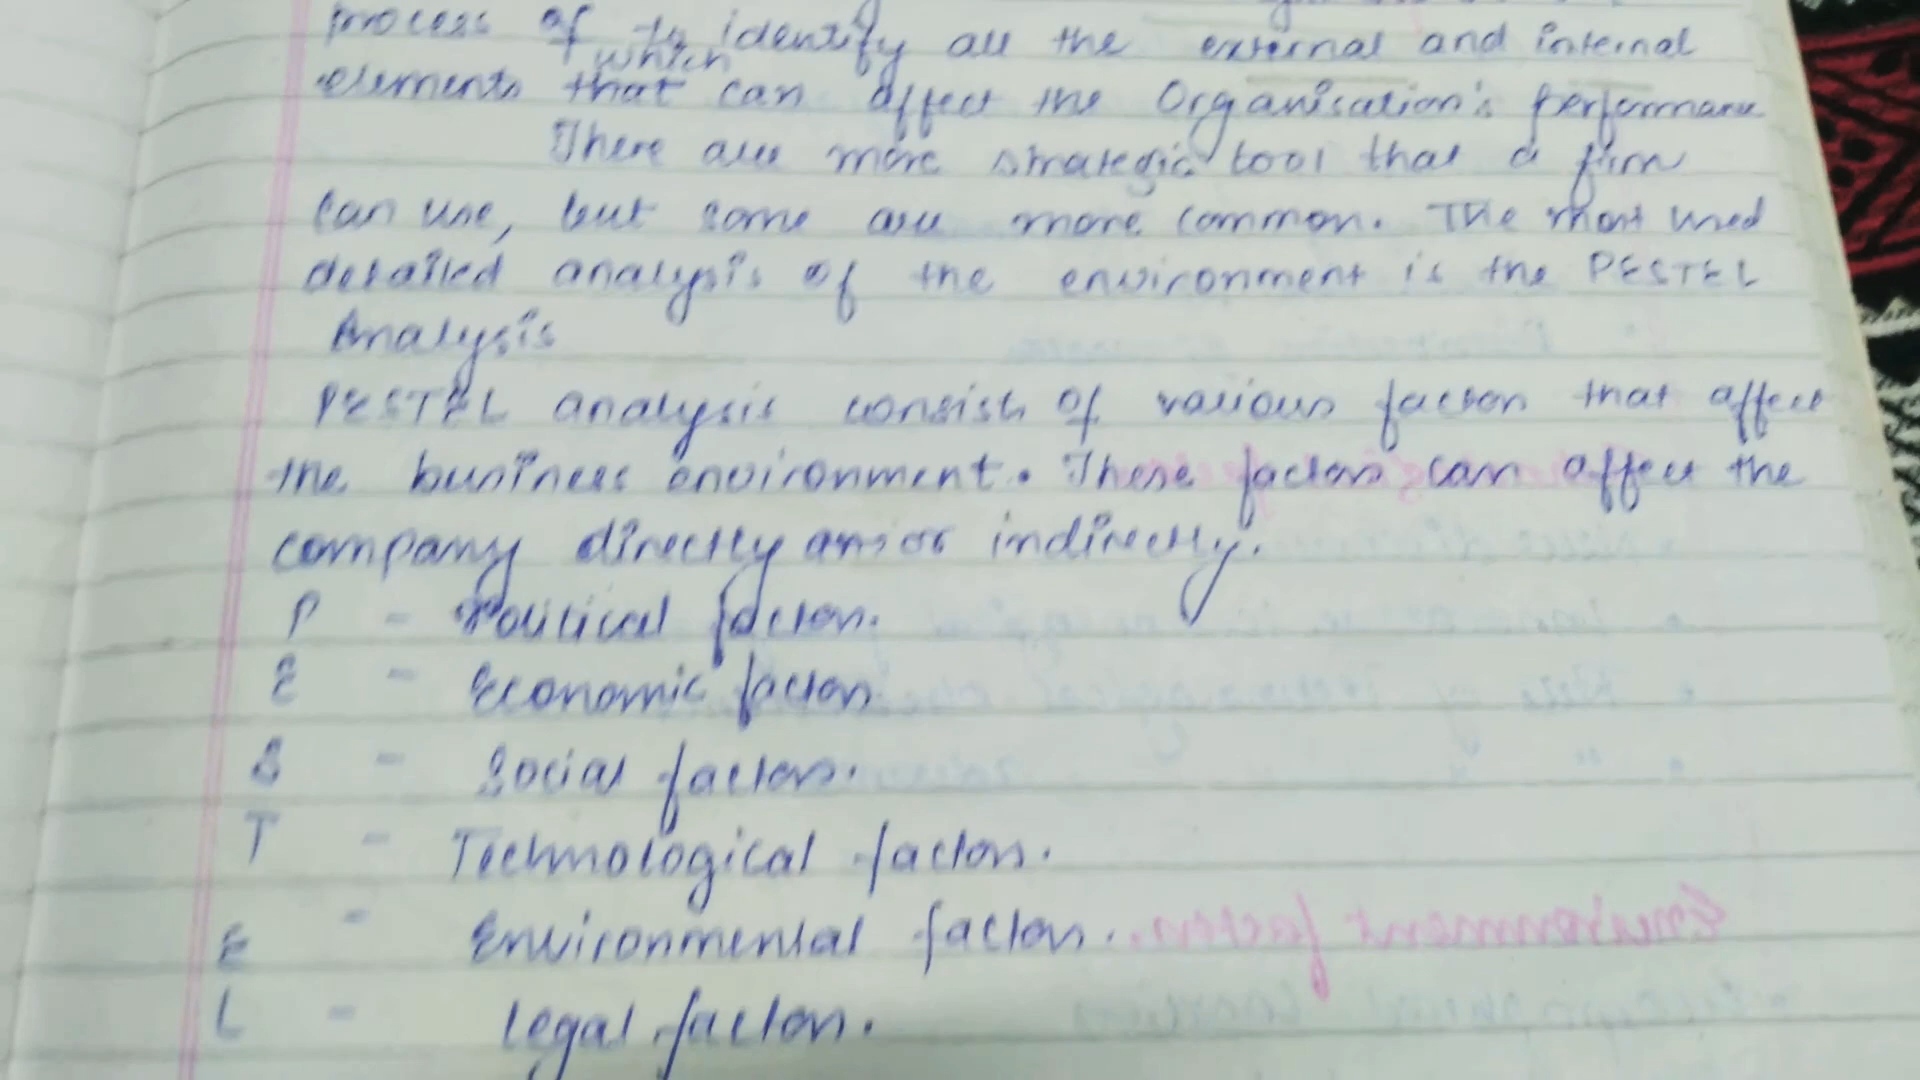 process of to identify all the external and internal
which
elements that can affect the Organisation's performance
There are more strategic tool that a firm
can use, but some are more common. The most used
detailed analysis of the environment is the PESTEL
Analysis
PESTEL analysis consists of various factors that affect
the business environment. These factors can affect the
company directly or indirectly.
P - Political factors.
E - Economic factors
S - Social factors.
T - Technological factors.
E - Environmental factors.
L - Legal factors.